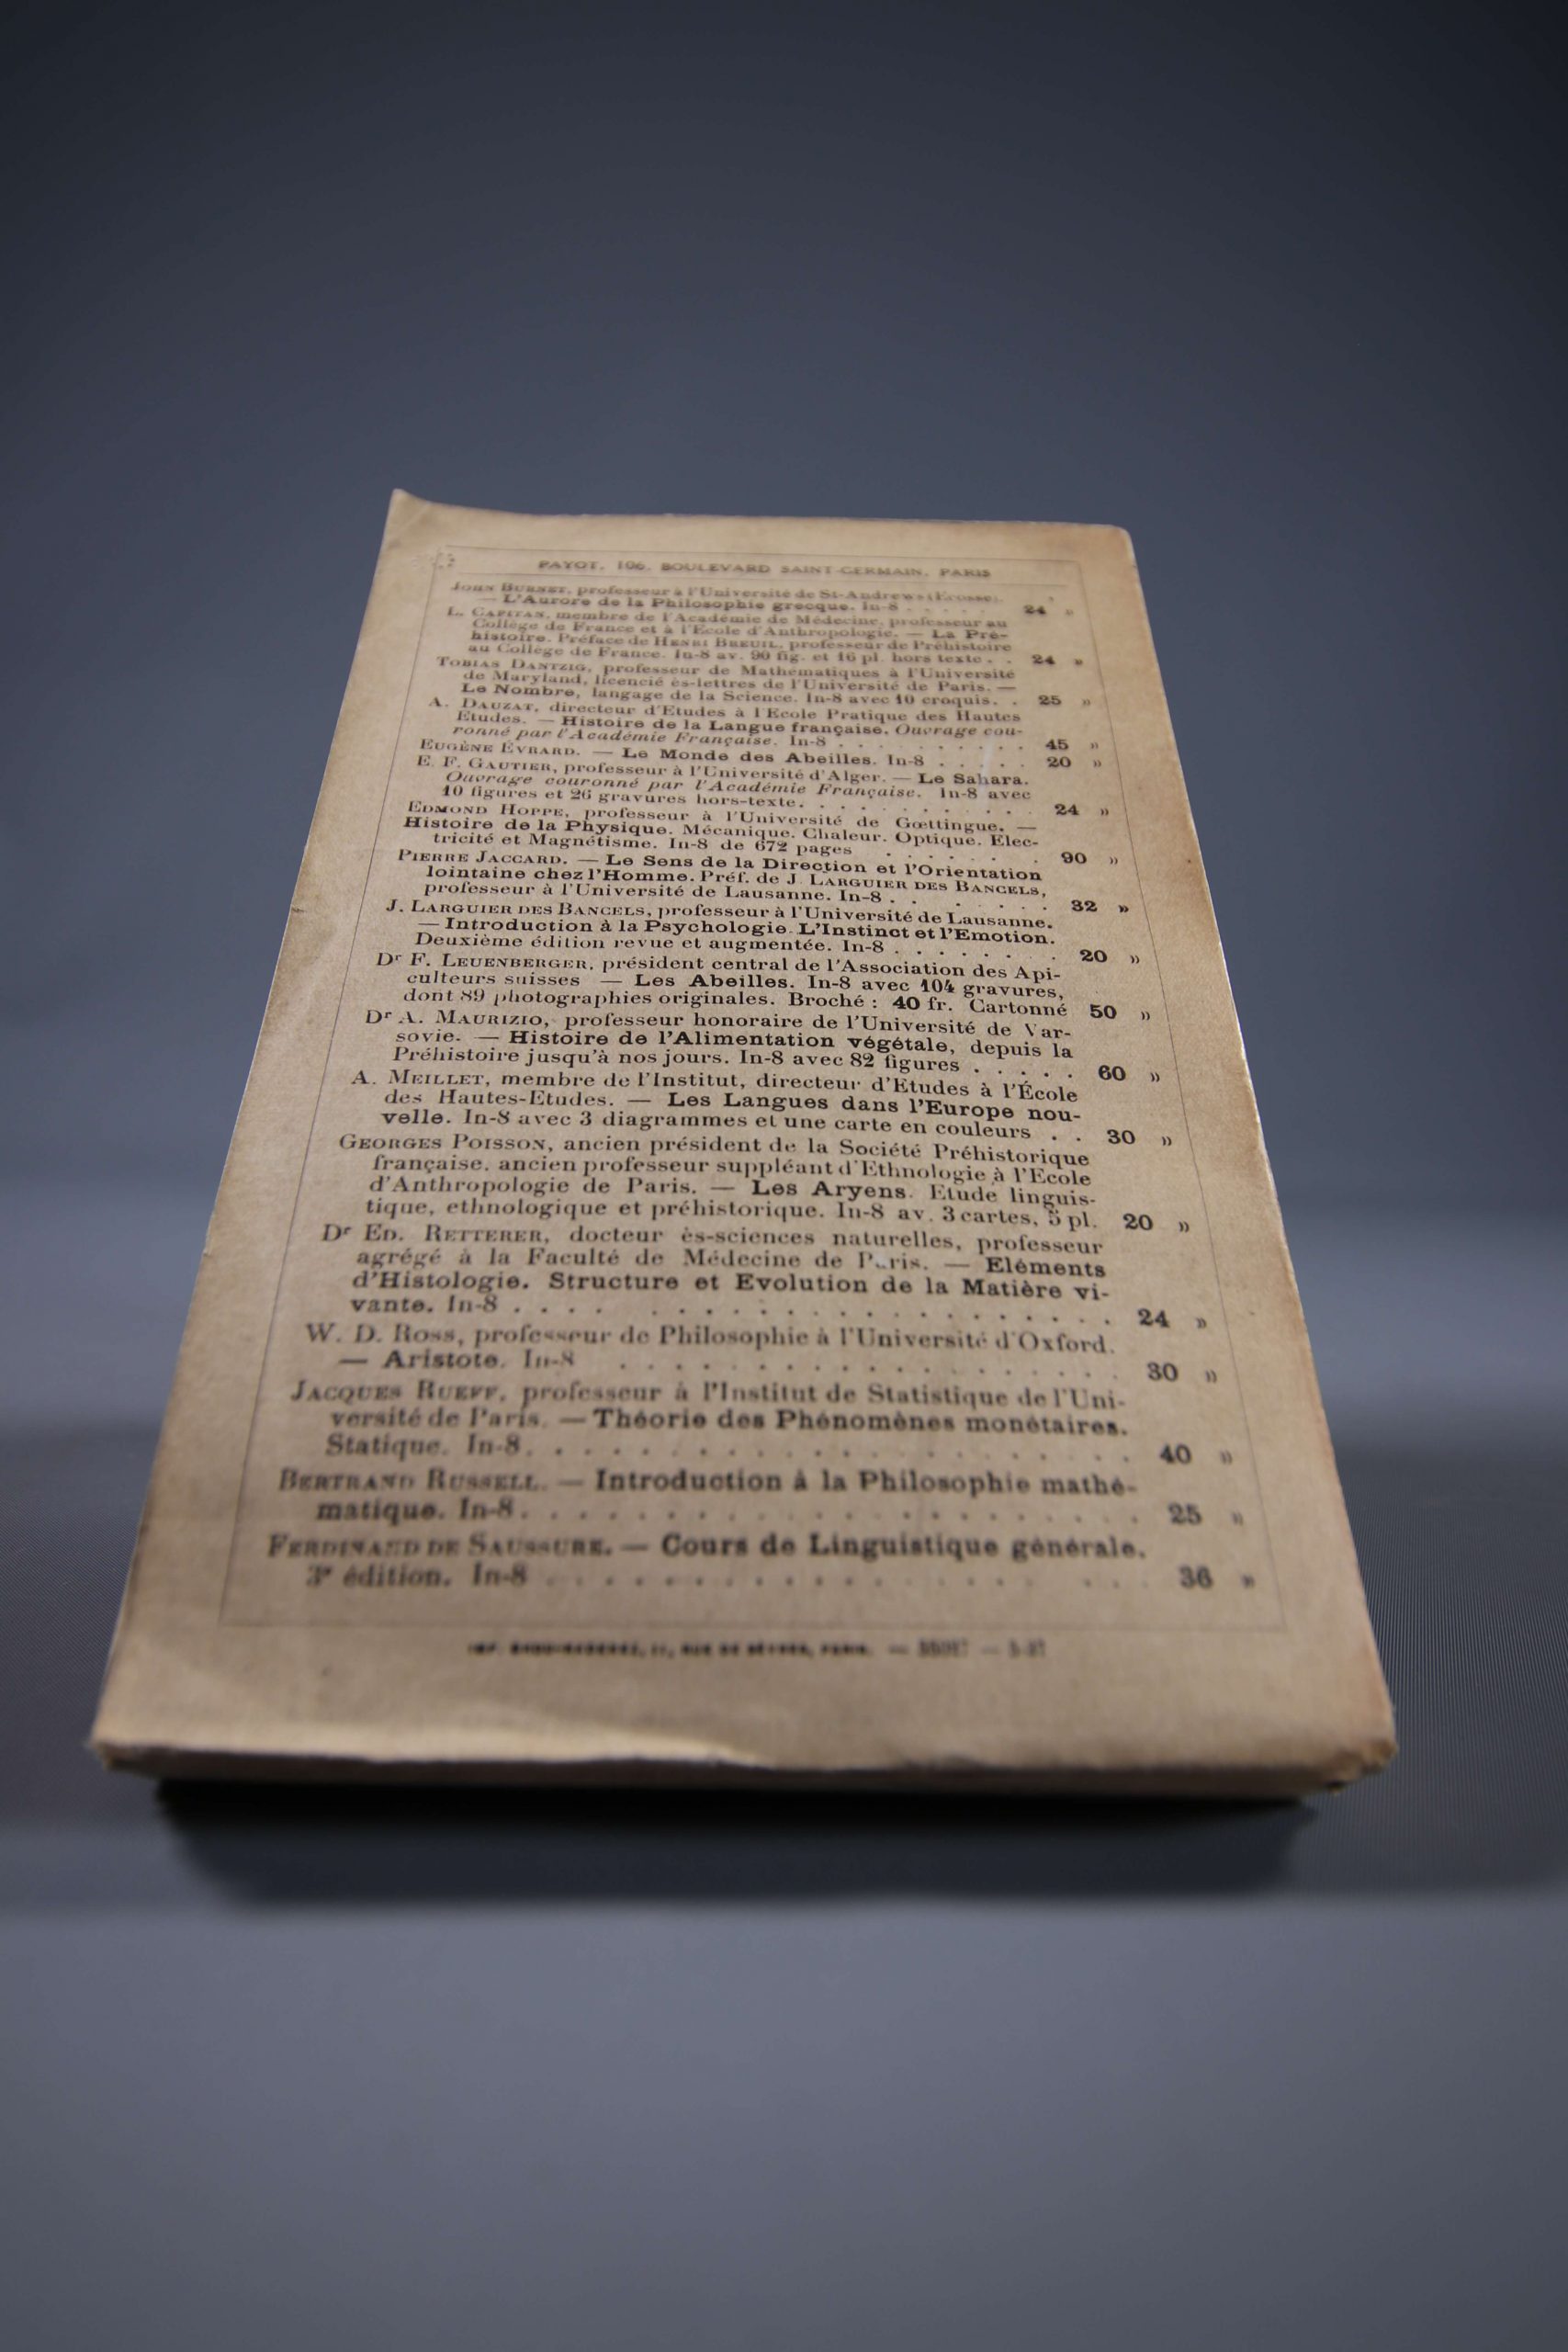 PAYOT, 106, BOULEVARD SAINT-GERMAIN, PARIS
JOHN BURNET, professeur à l'Université de St-Andrews (Ecosse).
— L'Aurore de la Philosophie grecque. In-8 . . . . . 24 »
L. CAPITAN, membre de l'Académie de Médecine, professeur au
Collège de France et à l'Ecole d'Anthropologie. — La Pré-
histoire. Préface de HENRI BREUIL, professeur de Préhistoire
au Collège de France. In-8 av. 90 fig. et 16 pl. hors texte . . 24 »
TOBIAS DANTZIG, professeur de Mathématiques à l'Université
de Maryland, licencié ès-lettres de l'Université de Paris. —
Le Nombre, langage de la Science. In-8 avec 10 croquis. . 25 »
A. DAUZAT, directeur d'Etudes à l'Ecole Pratique des Hautes
Etudes. — Histoire de la Langue française. Ouvrage cou-
ronné par l'Académie Française. In-8 . . . . . . . . . 45 »
EUGÈNE ÉVRARD. — Le Monde des Abeilles. In-8 . . . . . 20 »
E. F. GAUTIER, professeur à l'Université d'Alger. — Le Sahara.
Ouvrage couronné par l'Académie Française. In-8 avec
10 figures et 26 gravures hors-texte. . . . . . . . . . . 24 »
EDMOND HOPPE, professeur à l'Université de Gœttingue. —
Histoire de la Physique. Mécanique. Chaleur. Optique. Elec-
tricité et Magnétisme. In-8 de 672 pages . . . . . . . 90 »
PIERRE JACCARD. — Le Sens de la Direction et l'Orientation
lointaine chez l'Homme. Préf. de J. LARGUIER DES BANCELS,
professeur à l'Université de Lausanne. In-8 . . . . . . . 32 »
J. LARGUIER DES BANCELS, professeur à l'Université de Lausanne.
— Introduction à la Psychologie. L'Instinct et l'Emotion.
Deuxième édition revue et augmentée. In-8 . . . . . . . . 20 »
Dr F. LEUENBERGER, président central de l'Association des Api-
culteurs suisses — Les Abeilles. In-8 avec 104 gravures,
dont 89 photographies originales. Broché : 40 fr. Cartonné 50 »
Dr A. MAURIZIO, professeur honoraire de l'Université de Var-
sovie. — Histoire de l'Alimentation végétale, depuis la
Préhistoire jusqu'à nos jours. In-8 avec 82 figures . . . . . 60 »
A. MEILLET, membre de l'Institut, directeur d'Etudes à l'École
des Hautes-Etudes. — Les Langues dans l'Europe nou-
velle. In-8 avec 3 diagrammes et une carte en couleurs . . 30 »
GEORGES POISSON, ancien président de la Société Préhistorique
française, ancien professeur suppléant d'Ethnologie à l'Ecole
d'Anthropologie de Paris. — Les Aryens. Etude linguis-
tique, ethnologique et préhistorique. In-8 av. 3 cartes, 5 pl. 20 »
Dr ED. RETTERER, docteur ès-sciences naturelles, professeur
agrégé à la Faculté de Médecine de Paris. — Eléments
d'Histologie. Structure et Evolution de la Matière vi-
vante. In-8 . . . . . . . . . . . . . . . . . . . . 24 »
W. D. ROSS, professeur de Philosophie à l'Université d'Oxford.
— Aristote. In-8 . . . . . . . . . . . . . . . . . 30 »
JACQUES RUEFF, professeur à l'Institut de Statistique de l'Uni-
versité de Paris. — Théorie des Phénomènes monétaires.
Statique. In-8. . . . . . . . . . . . . . . . . . . . . 40 »
BERTRAND RUSSELL. — Introduction à la Philosophie mathé-
matique. In-8. . . . . . . . . . . . . . . . . . . . . 25 »
FERDINAND DE SAUSSURE. — Cours de Linguistique générale.
3e édition. In-8 . . . . . . . . . . . . . . . . . . . 36 »
IMP. RUE DE SÈVRES, PARIS. —